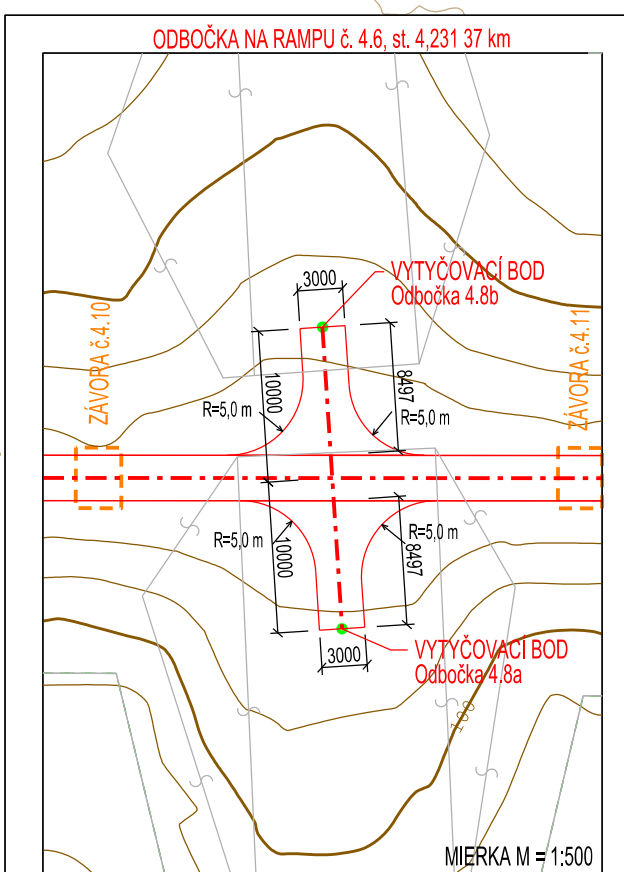 ODBOČKA NA RAMPU č. 4.6, st. 4,231 37 km
3000
VYTYČOVACÍ BOD
Odbočka 4.8b
ZÁVORA č.4.10
ZÁVORA č.4.11
10000
8497
R=5,0 m
R=5,0 m
R=5,0 m
R=5,0 m
10000
8497
3000
VYTYČOVACÍ BOD
Odbočka 4.8a
MIERKA M = 1:500